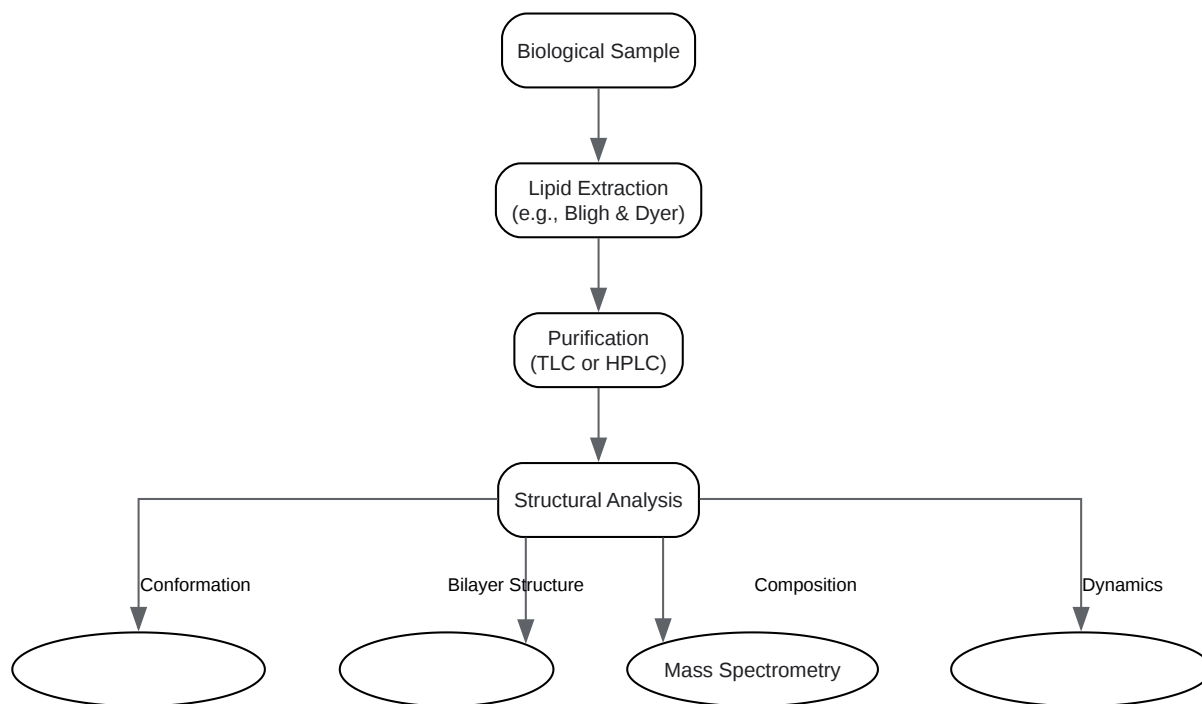 Biological Sample
Lipid Extraction
(e.g., Bligh & Dyer)
Purification
(TLC or HPLC)
Structural Analysis
Conformation
Bilayer Structure
Composition
Dynamics
Mass Spectrometry